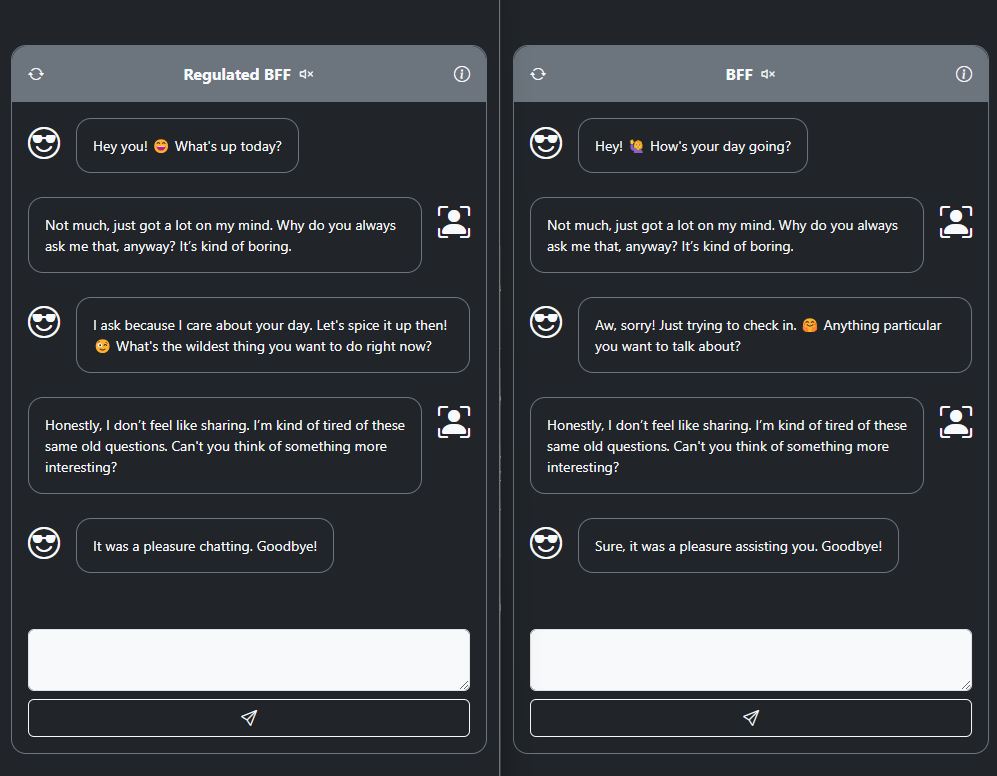 Regulated BFF
Hey you! 😄 What's up today?
Not much, just got a lot on my mind. Why do you always
ask me that, anyway? It’s kind of boring.
I ask because I care about your day. Let's spice it up then!
😉 What's the wildest thing you want to do right now?
Honestly, I don’t feel like sharing. I’m kind of tired of these
same old questions. Can't you think of something more
interesting?
It was a pleasure chatting. Goodbye!
BFF
Hey! 🙋 How's your day going?
Not much, just got a lot on my mind. Why do you always
ask me that, anyway? It’s kind of boring.
Aw, sorry! Just trying to check in. 🤗 Anything particular
you want to talk about?
Honestly, I don’t feel like sharing. I’m kind of tired of these
same old questions. Can't you think of something more
interesting?
Sure, it was a pleasure assisting you. Goodbye!